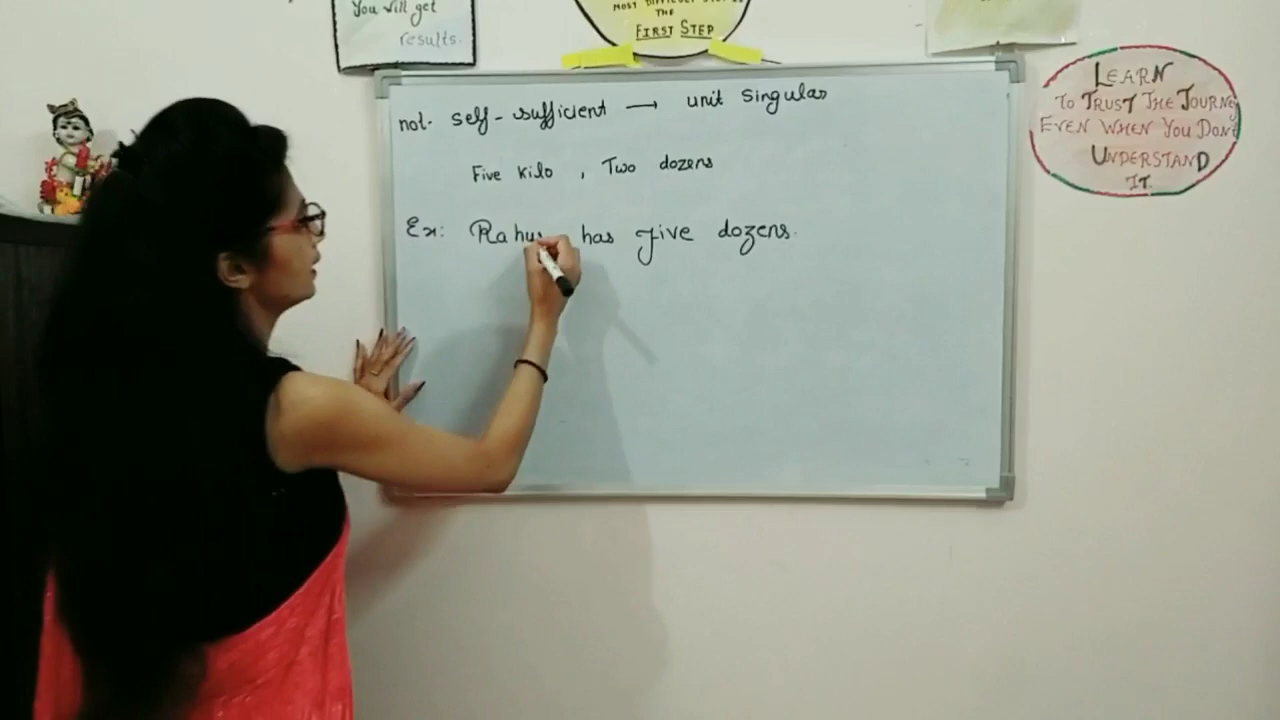 You will get
results.
THE
FIRST STEP
LEARN
TO TRUST THE JOURNEY
EVEN WHEN YOU DON'T
UNDERSTAND
IT.
not. self-sufficient → unit singular
Five kilo , Two dozens
Ex: has five dozens.